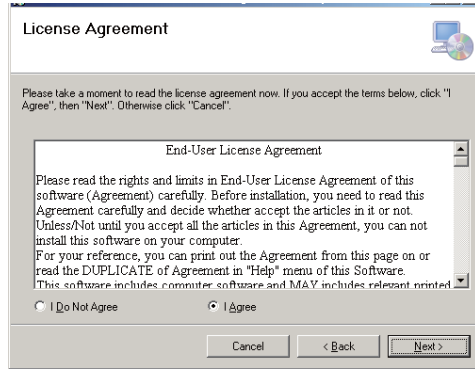 License Agreement
Please take a moment to read the license agreement now. If you accept the terms below, click "I
Agree", then "Next". Otherwise click "Cancel".
End-User License Agreement
Please read the rights and limits in End-User License Agreement of this
software (Agreement) carefully. Before installation, you need to read this
Agreement carefully and decide whether accept the articles in it or not.
Unless/Not until you accept all the articles in this Agreement, you can not
install this software on your computer.
For your reference, you can print out the Agreement from this page on or
read the DUPLICATE of Agreement in "Help" menu of this Software.
This software includes computer software and MAY includes relevant printed
I Do Not Agree
I Agree
Cancel
< Back
Next >